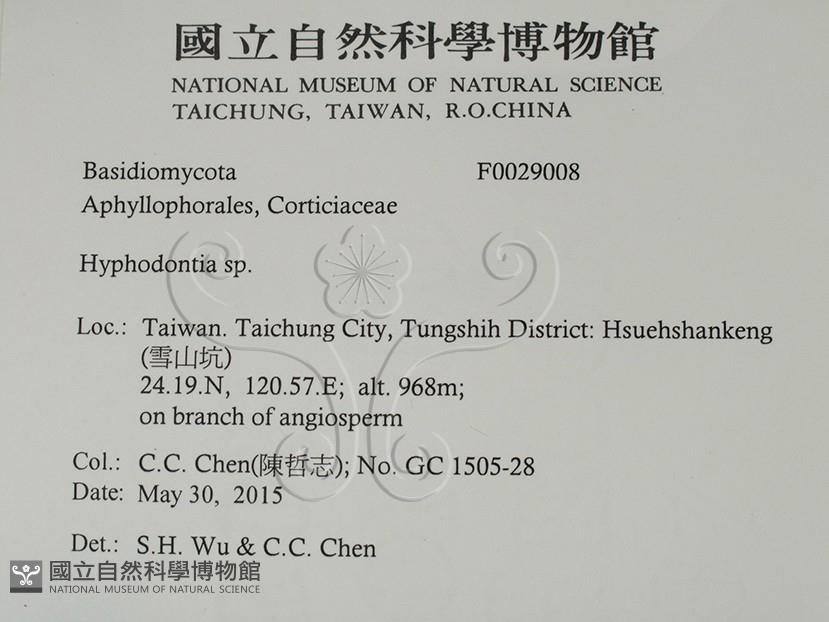 國立自然科學博物館
NATIONAL MUSEUM OF NATURAL SCIENCE
TAICHUNG, TAIWAN, R.O.CHINA
Basidiomycota F0029008
Aphyllophorales, Corticiaceae
Hyphodontia sp.
Loc.: Taiwan. Taichung City, Tungshih District: Hsuehshankeng
(雪山坑)
24.19.N, 120.57.E; alt. 968m;
on branch of angiosperm
Col.: C.C. Chen(陳哲志); No. GC 1505-28
Date: May 30, 2015
Det.: S.H. Wu & C.C. Chen
國立自然科學博物館
NATIONAL MUSEUM OF NATURAL SCIENCE